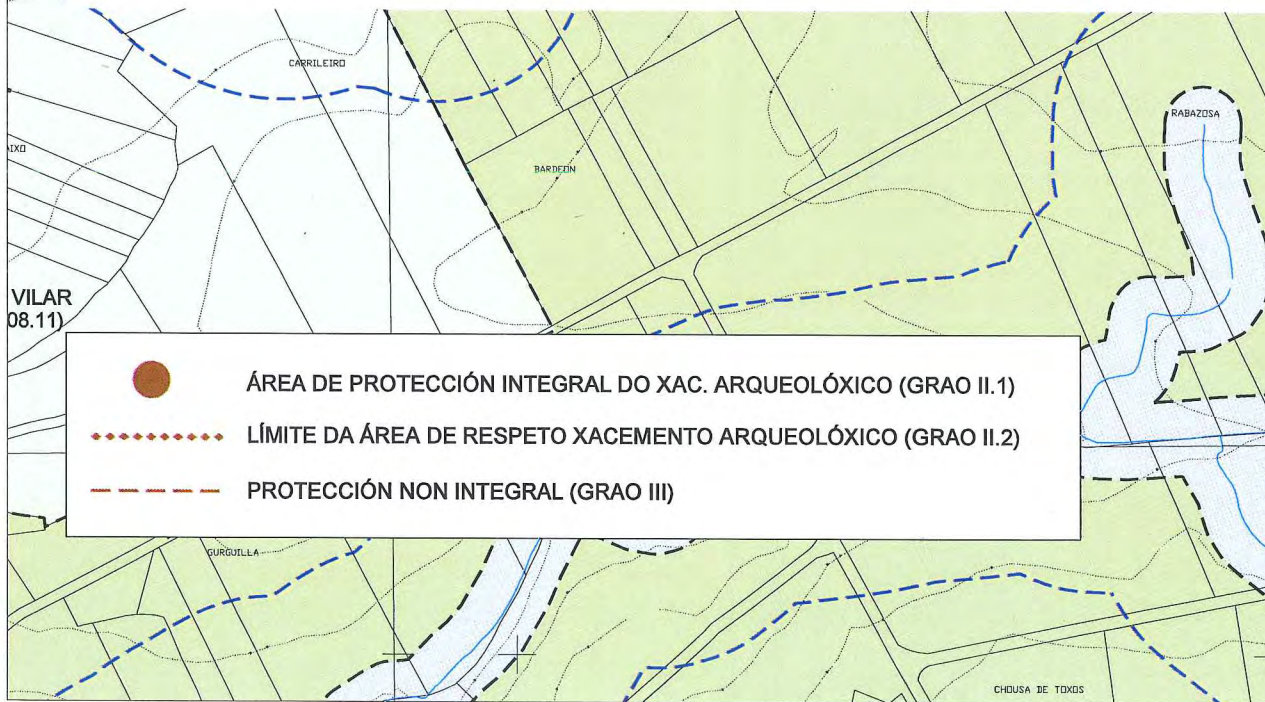 CARRILEIRO
RABAZOSA
AIXO
BARDEON
VILAR
08.11)
ÁREA DE PROTECCIÓN INTEGRAL DO XAC. ARQUEOLÓXICO (GRAO II.1)
LÍMITE DA ÁREA DE RESPETO XACEMENTO ARQUEOLÓXICO (GRAO II.2)
PROTECCIÓN NON INTEGRAL (GRAO III)
GURGUILLA
CHOUSA DE TOXOS